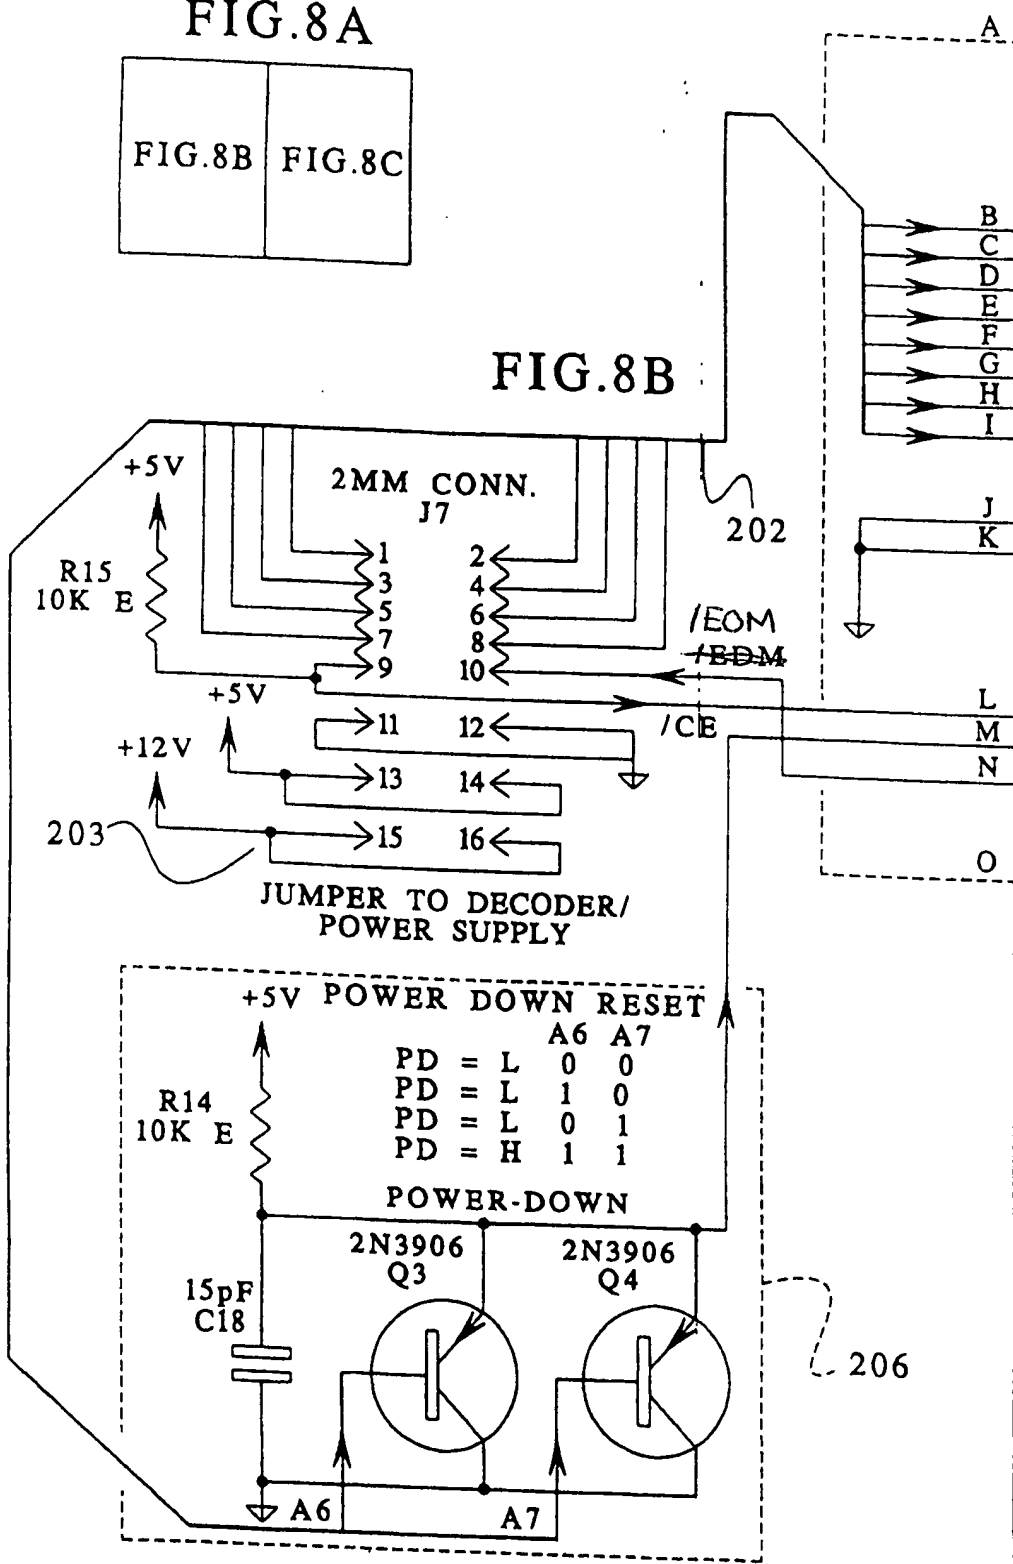 FIG.8A
FIG.8B FIG.8C
A
B
C
D
E
F
G
H
I
FIG.8B
+5V
2MM CONN.
J7
202
J
K
R15
10K E
1 2
3 4
5 6
7 8
9 10
/EOM
/EDM
+5V
/CE
L
M
N
+12V
11 12
13 14
15 16
203
O
JUMPER TO DECODER/
POWER SUPPLY
+5V POWER DOWN RESET
A6 A7
PD = L 0 0
PD = L 1 0
PD = L 0 1
PD = H 1 1
R14
10K E
POWER-DOWN
2N3906
Q3
2N3906
Q4
15pF
C18
206
A6 A7